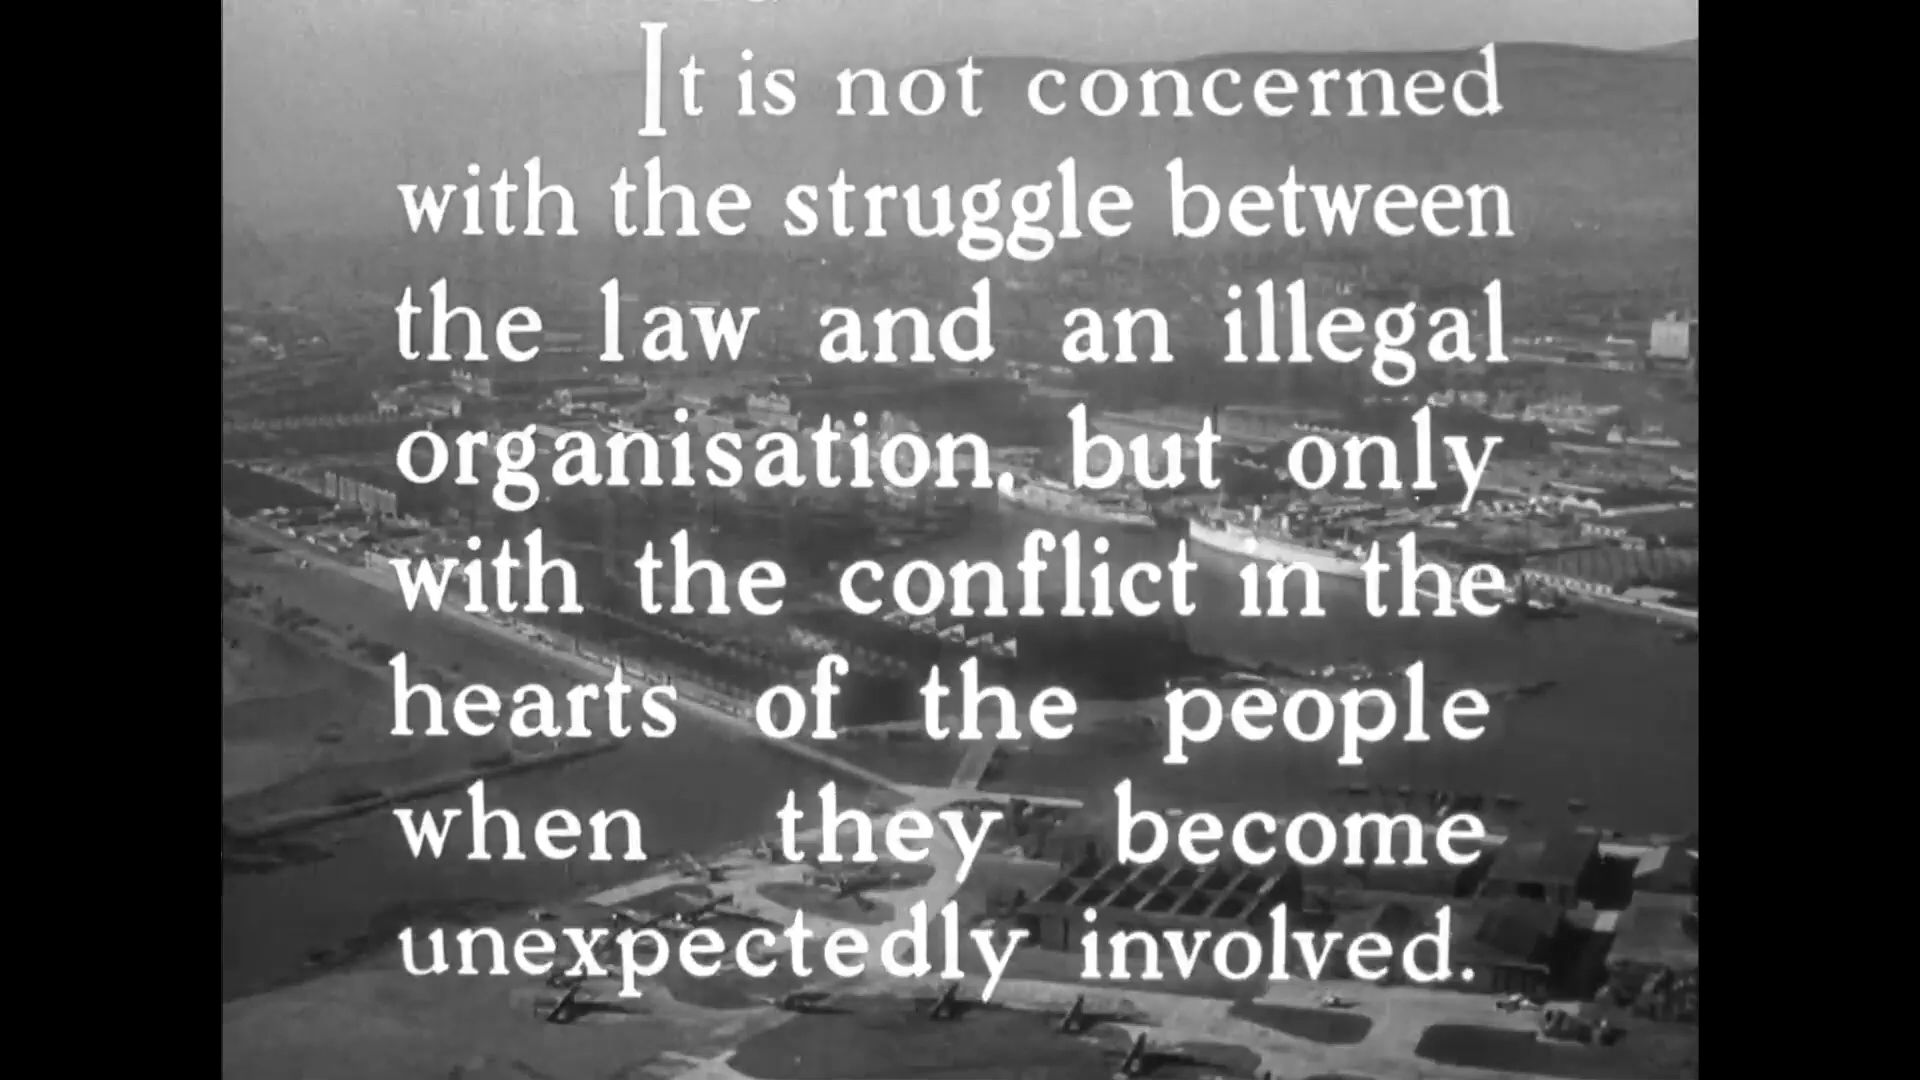 It is not concerned
with the struggle between
the law and an illegal
organisation, but only
with the conflict in the
hearts of the people
when they become
unexpectedly involved.